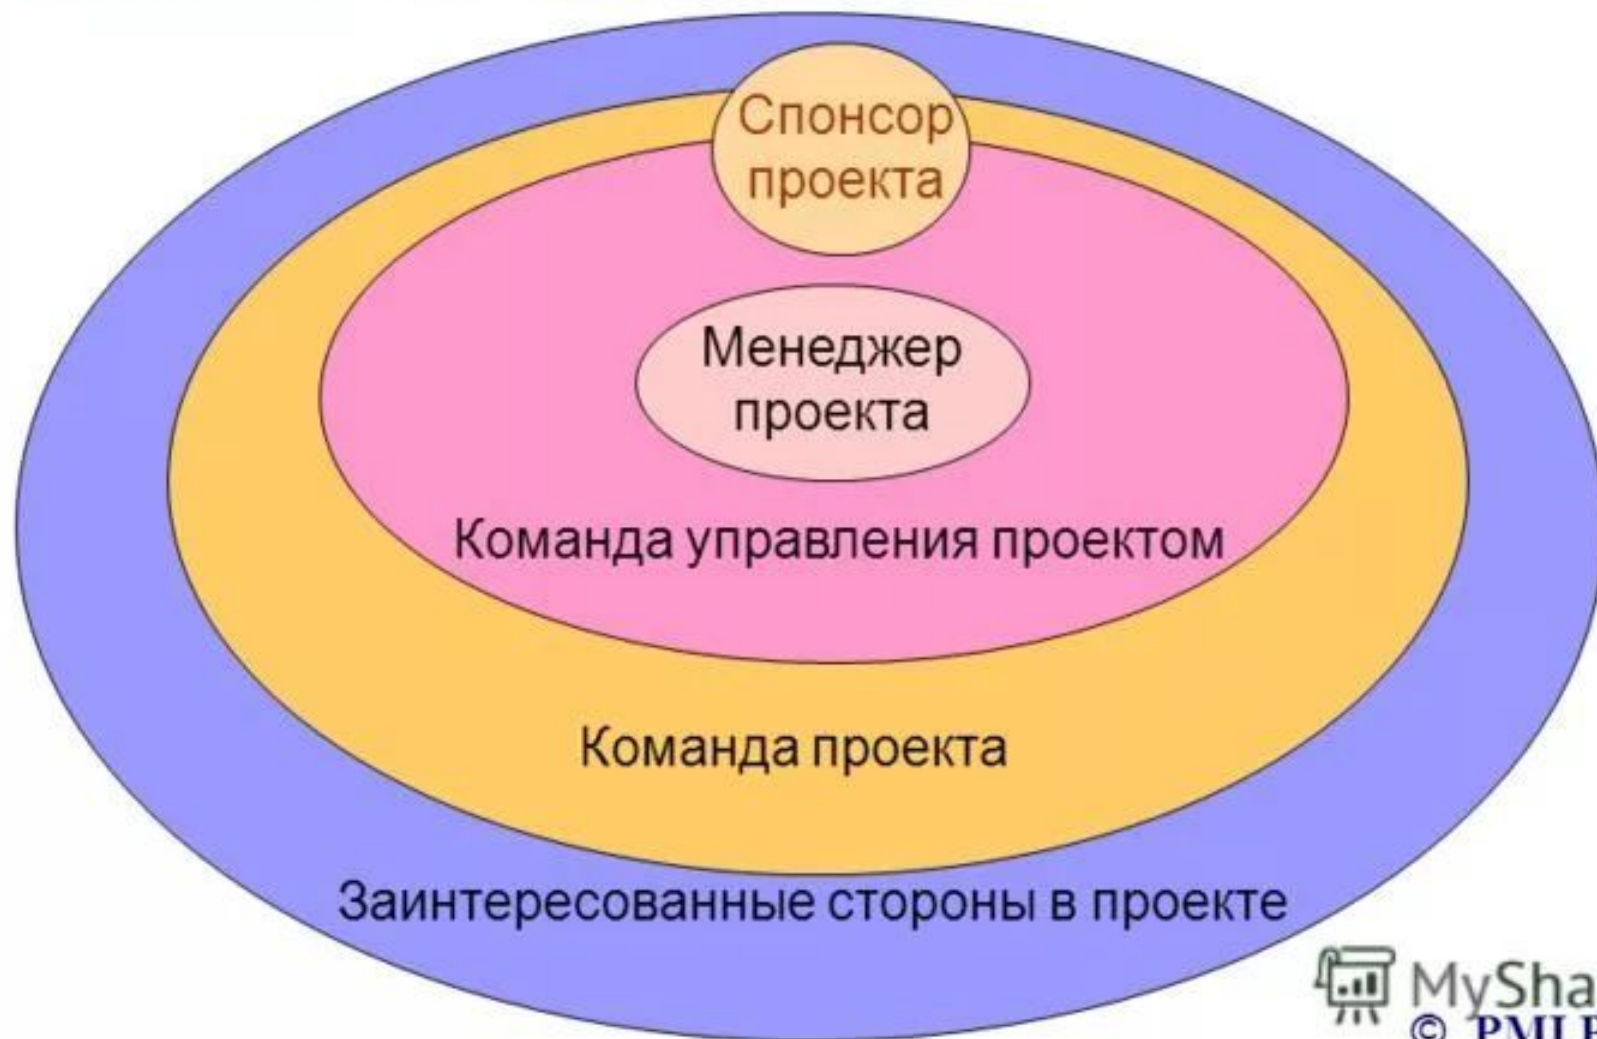 Спонсор
проекта
Менеджер
проекта
Команда управления проектом
Команда проекта
Заинтересованные стороны в проекте
MySha
©